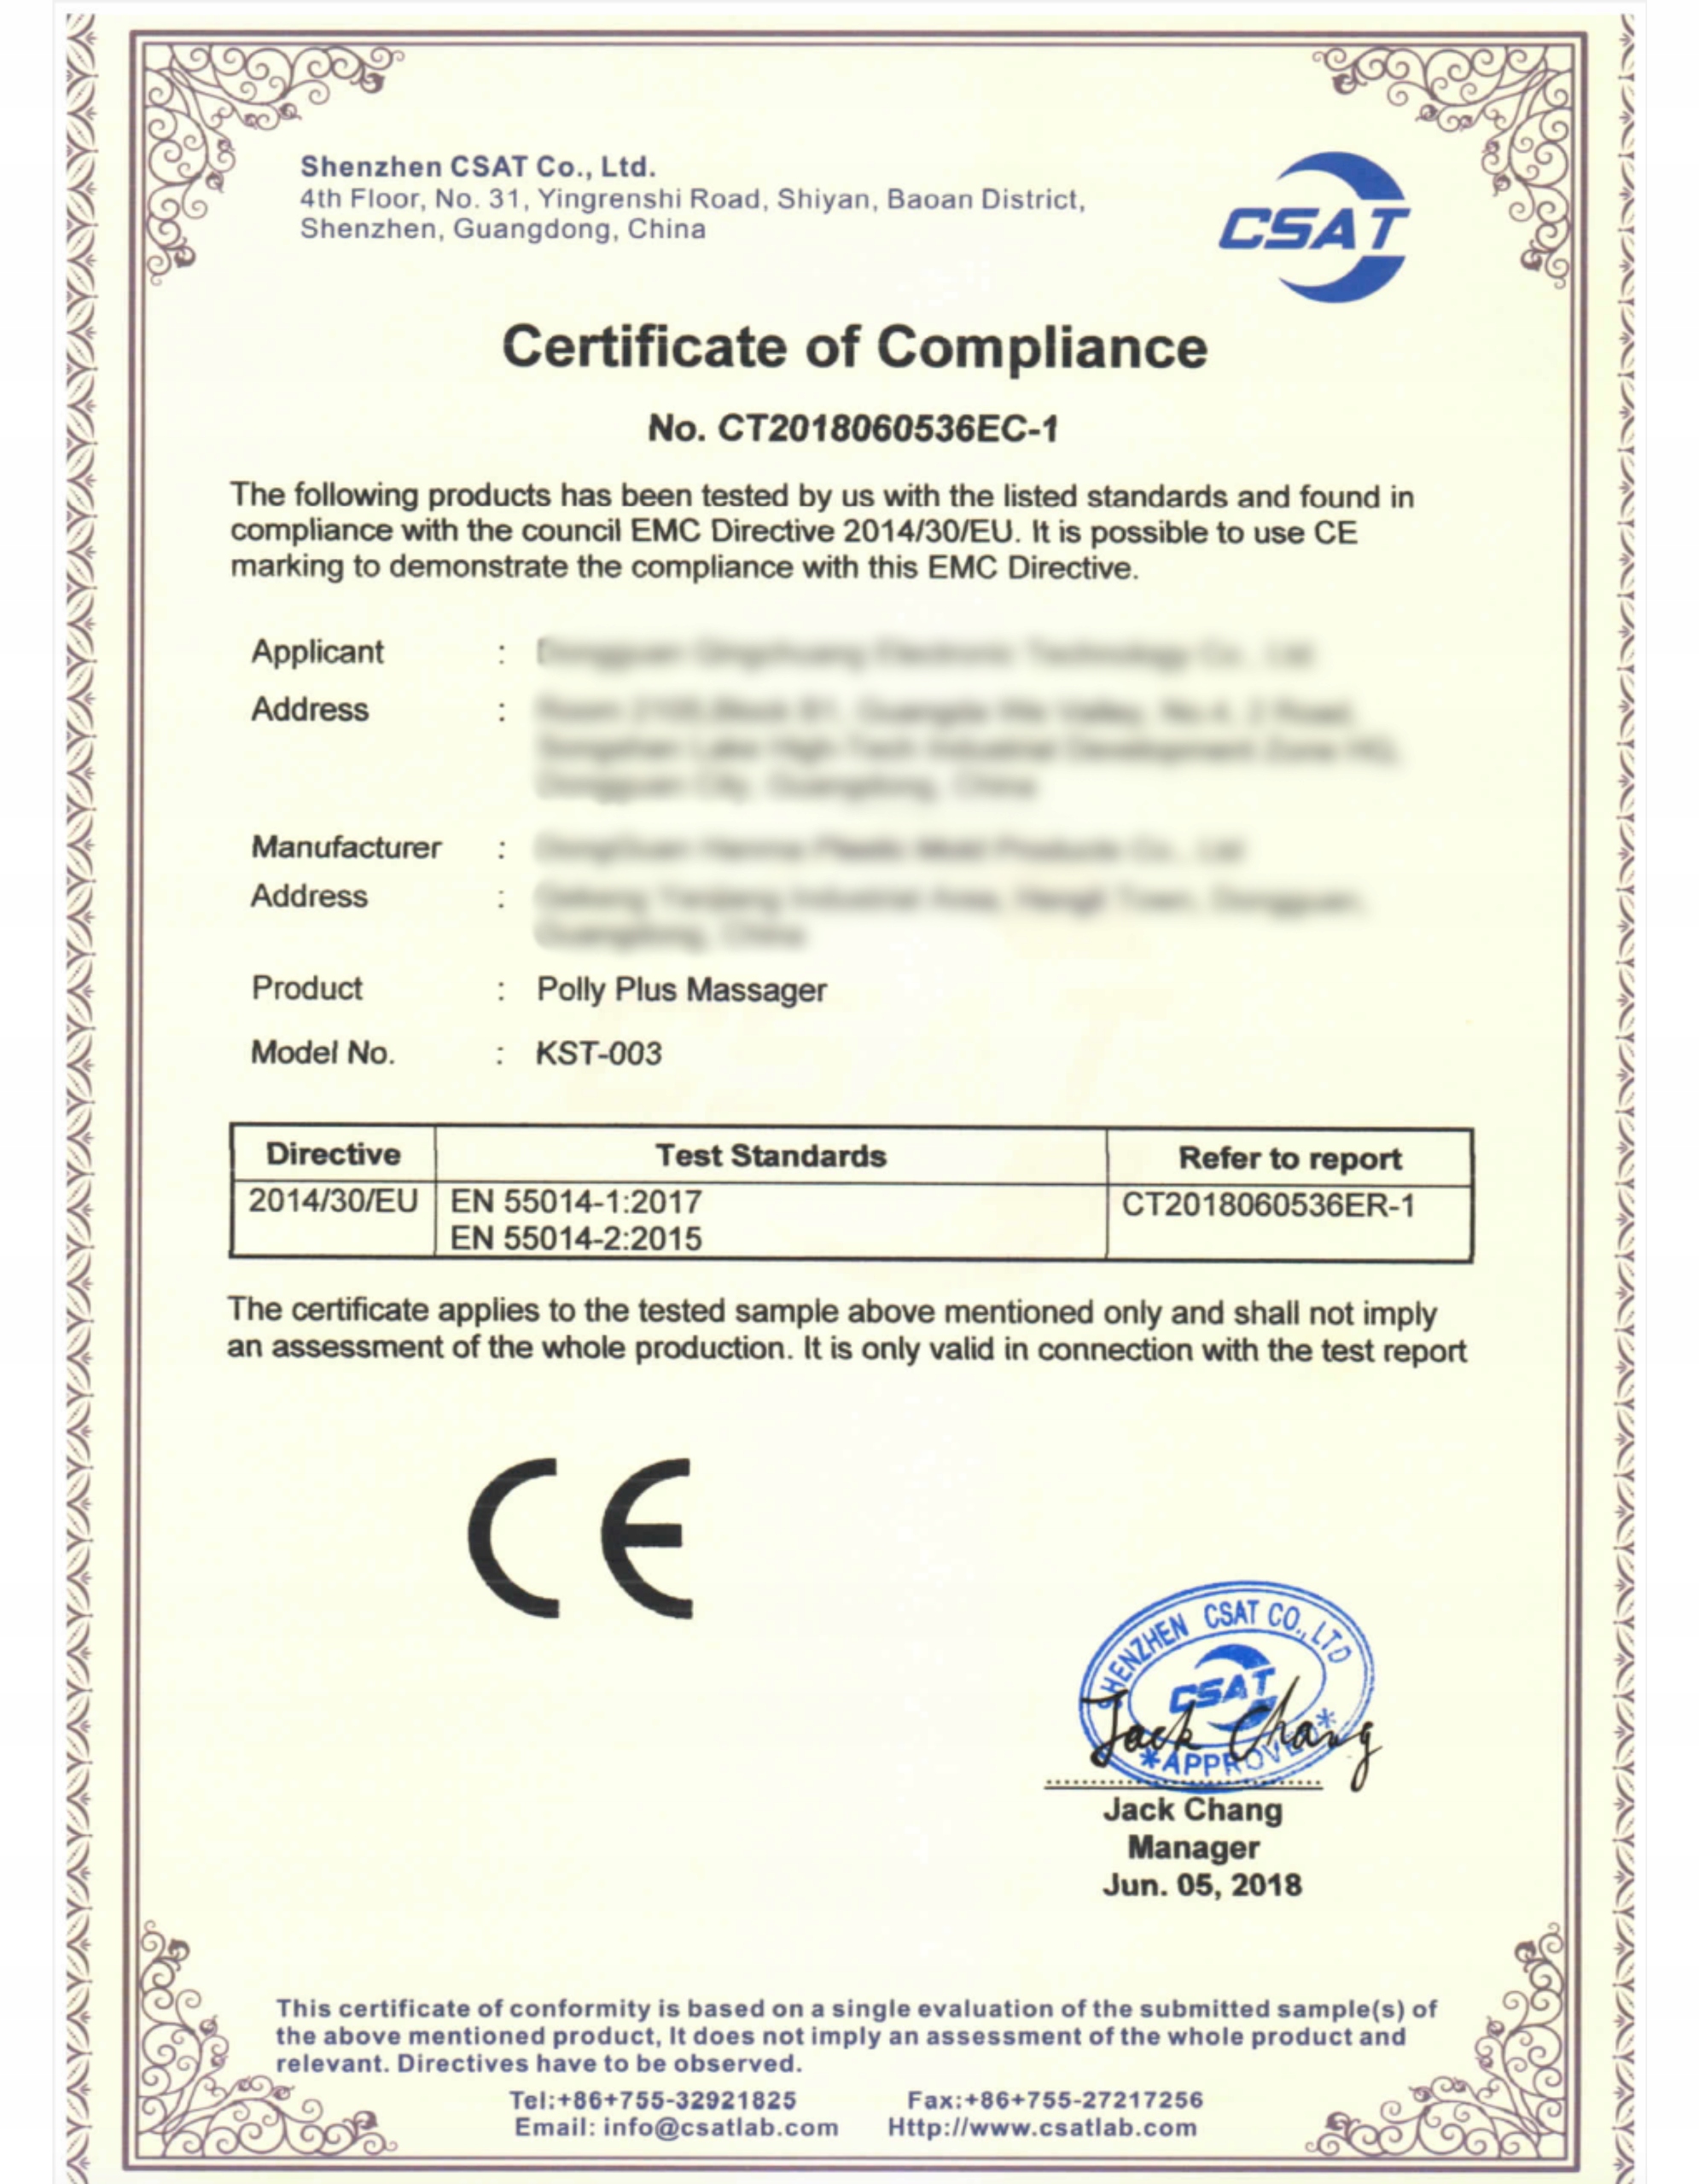 Shenzhen CSAT Co., Ltd.
4th Floor, No. 31, Yingrenshi Road, Shiyan, Baoan District,
Shenzhen, Guangdong, China
CSAT
Certificate of Compliance
No. CT2018060536EC-1
The following products has been tested by us with the listed standards and found in
compliance with the council EMC Directive 2014/30/EU. It is possible to use CE
marking to demonstrate the compliance with this EMC Directive.
Applicant :
Address :
Manufacturer :
Address :
Product : Polly Plus Massager
Model No. : KST-003
Directive Test Standards Refer to report
2014/30/EU EN 55014-1:2017 CT2018060536ER-1
EN 55014-2:2015
The certificate applies to the tested sample above mentioned only and shall not imply
an assessment of the whole production. It is only valid in connection with the test report
CE
SHENZHEN CSAT CO., LTD
CSAT
*APPROVED*
Jack Chang
Jack Chang
Manager
Jun. 05, 2018
This certificate of conformity is based on a single evaluation of the submitted sample(s) of
the above mentioned product, It does not imply an assessment of the whole product and
relevant. Directives have to be observed.
Tel:+86+755-32921825 Fax:+86+755-27217256
Email: info@csatlab.com Http://www.csatlab.com